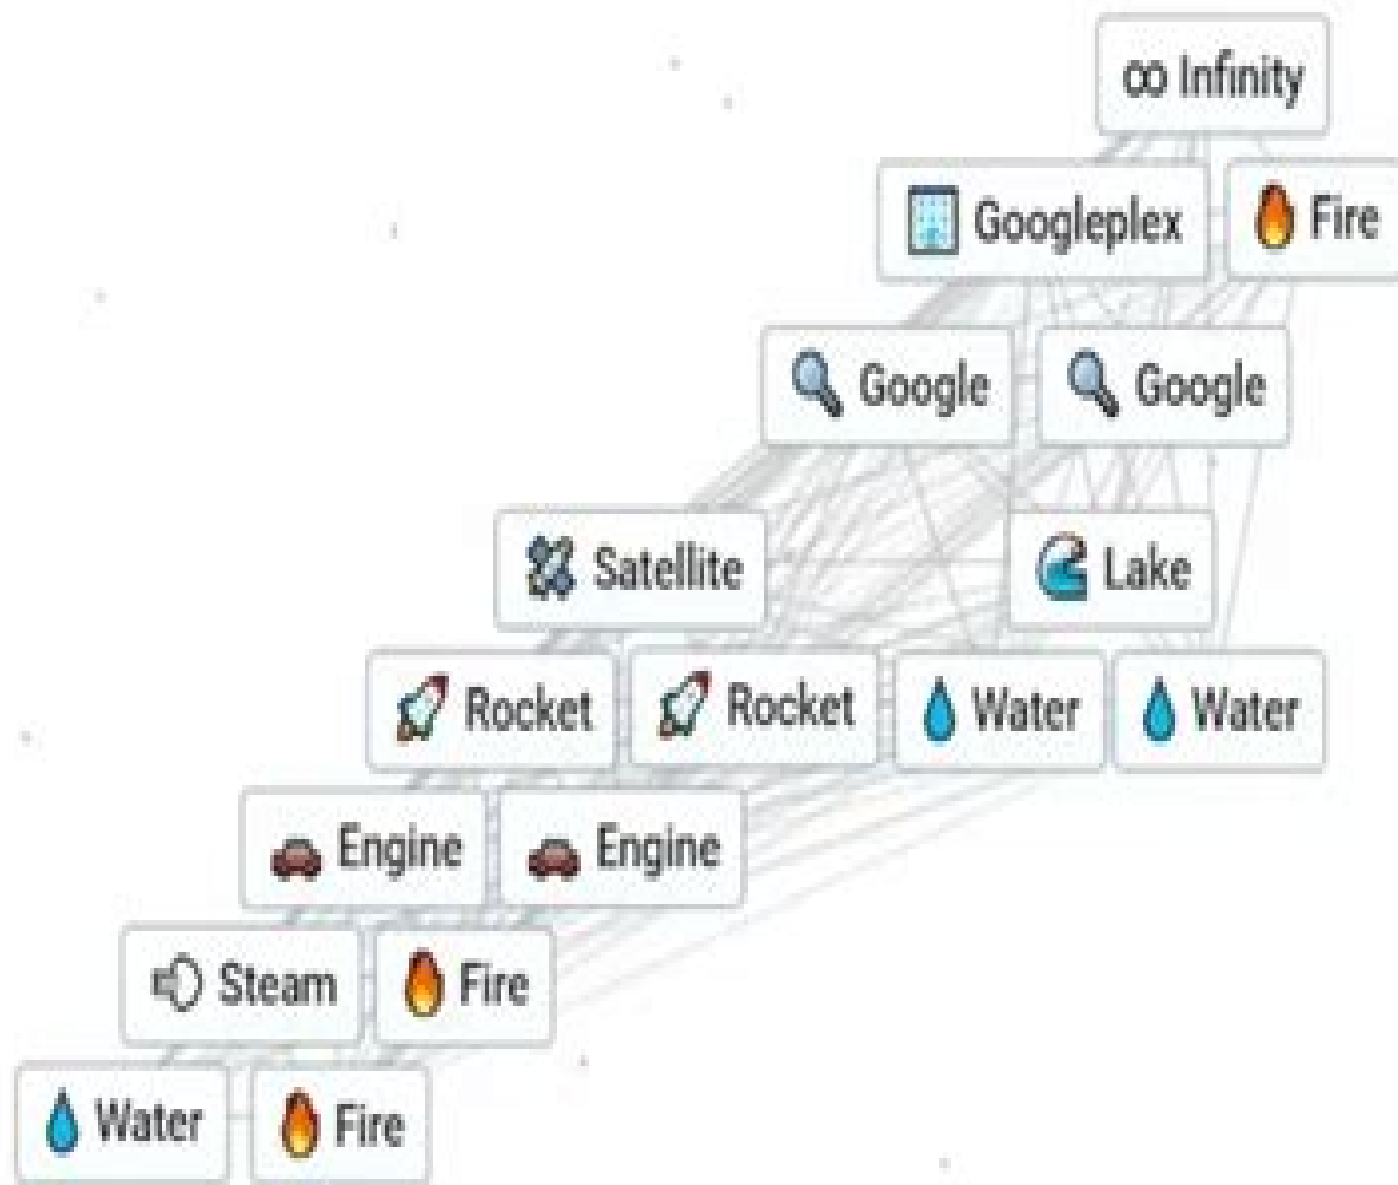 ∞ Infinity
Googleplex Fire
Google Google
Satellite Lake
Rocket Rocket Water Water
Engine Engine
Steam Fire
Water Fire